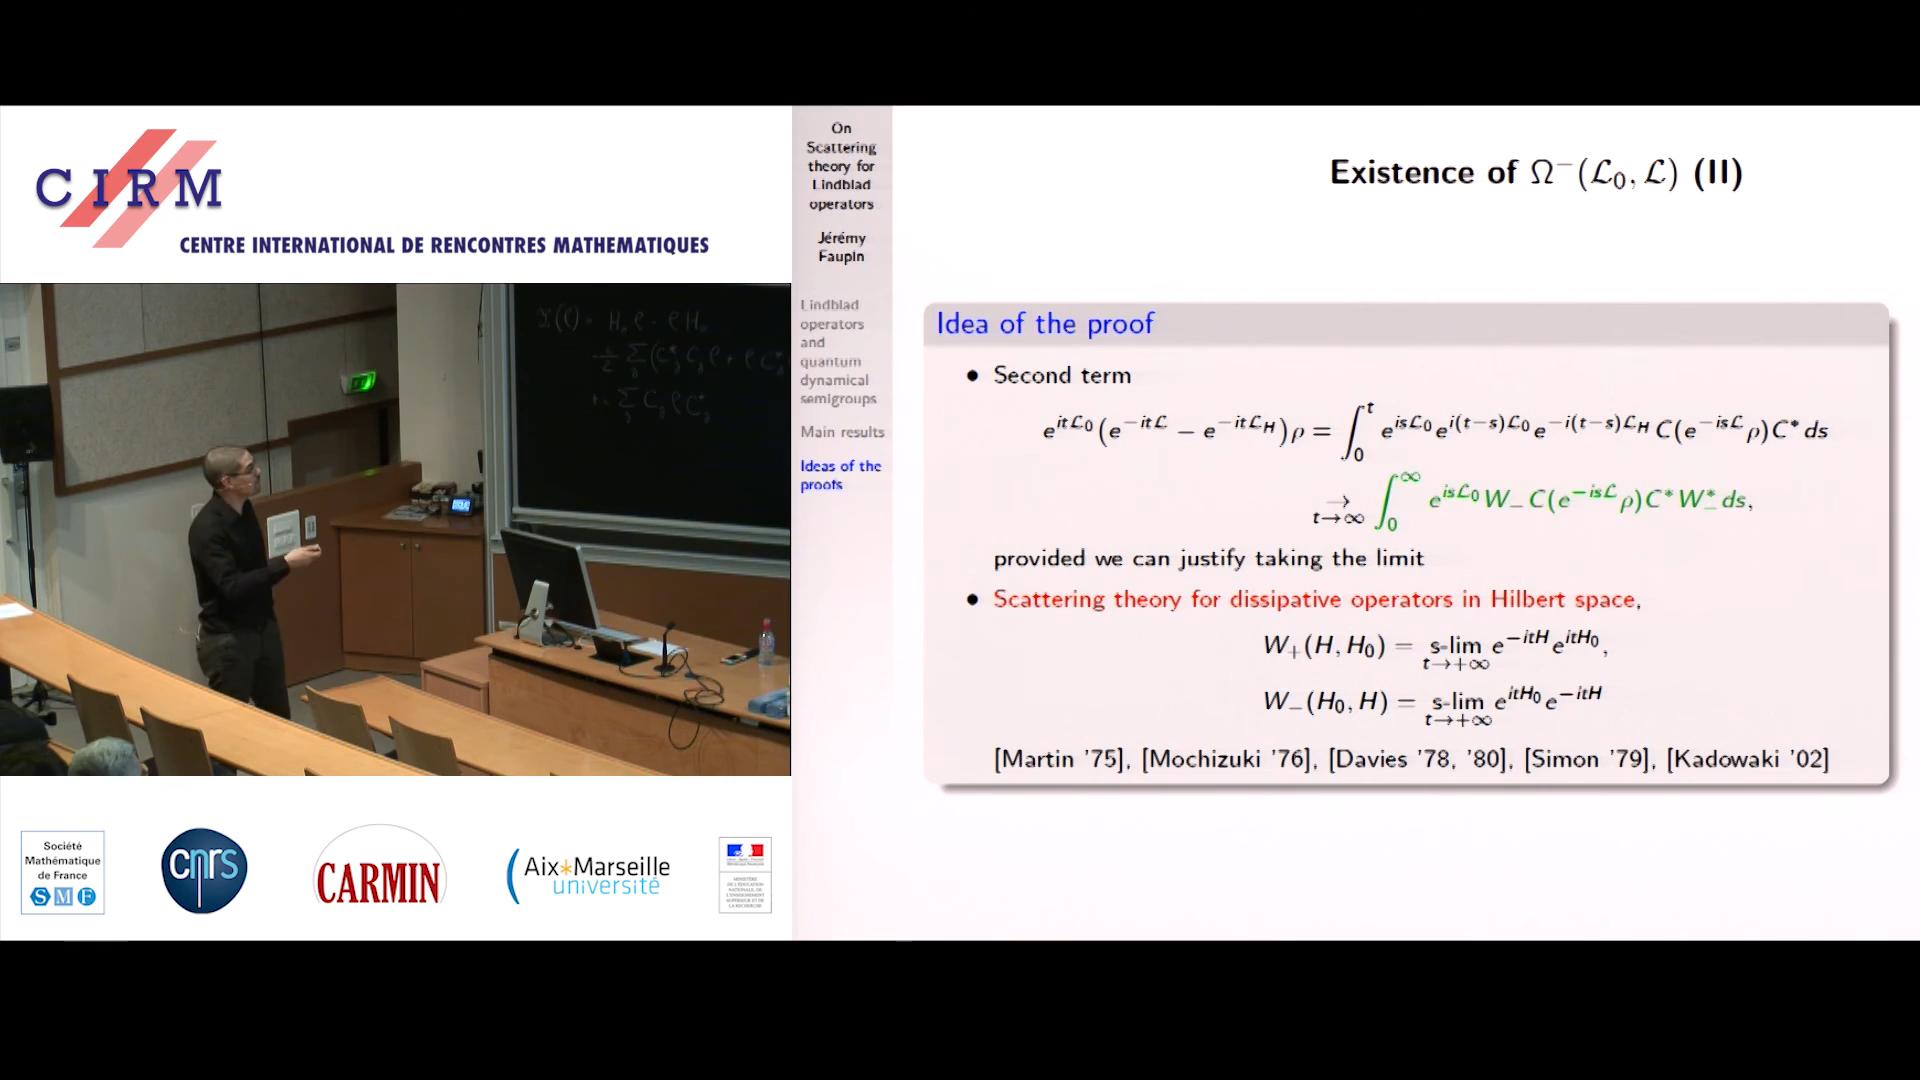 CIRM
CENTRE INTERNATIONAL DE RENCONTRES MATHEMATIQUES
Société
Mathématique
de France
SMF
cnrs
CARMIN
Aix*Marseille
université
On
Scattering
theory for
Lindblad
operators
Jérémy
Faupin
Lindblad
operators
and
quantum
dynamical
semigroups
Main results
Ideas of the
proofs
Existence of Ω⁻(ℒ₀, ℒ) (II)
Idea of the proof
• Second term
e^{itℒ₀}(e^{−itℒ} − e^{−itℒ_H})ρ = ∫₀^t e^{isℒ₀}e^{i(t−s)ℒ₀}e^{−i(t−s)ℒ_H}C(e^{−isℒ}ρ)C* ds
→_{t→∞} ∫₀^∞ e^{isℒ₀}W₋C(e^{−isℒ}ρ)C*W₋* ds,
provided we can justify taking the limit
• Scattering theory for dissipative operators in Hilbert space,
W₊(H, H₀) = s-lim_{t→+∞} e^{−itH}e^{itH₀},
W₋(H₀, H) = s-lim_{t→+∞} e^{itH₀}e^{−itH}
[Martin '75], [Mochizuki '76], [Davies '78, '80], [Simon '79], [Kadowaki '02]